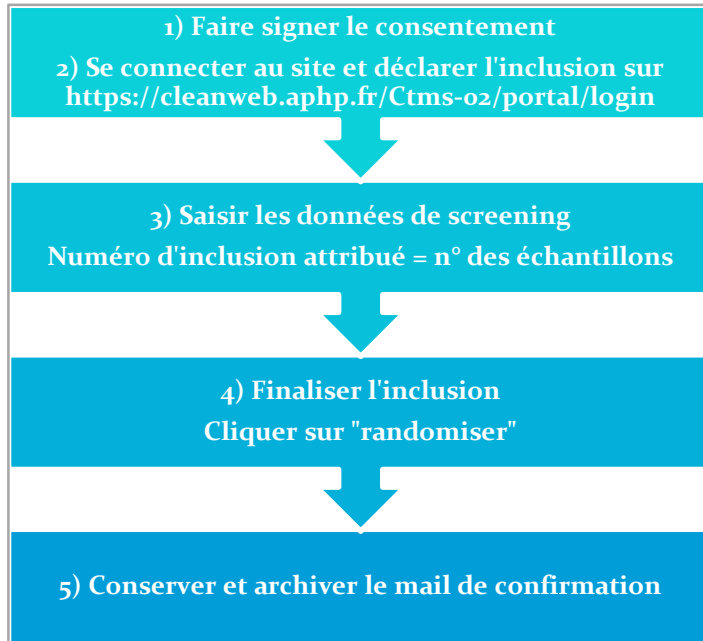 1) Faire signer le consentement
2) Se connecter au site et déclarer l'inclusion sur
https://cleanweb.aphp.fr/Ctms-02/portal/login
3) Saisir les données de screening
Numéro d'inclusion attribué = n° des échantillons
4) Finaliser l'inclusion
Cliquer sur "randomiser"
5) Conserver et archiver le mail de confirmation